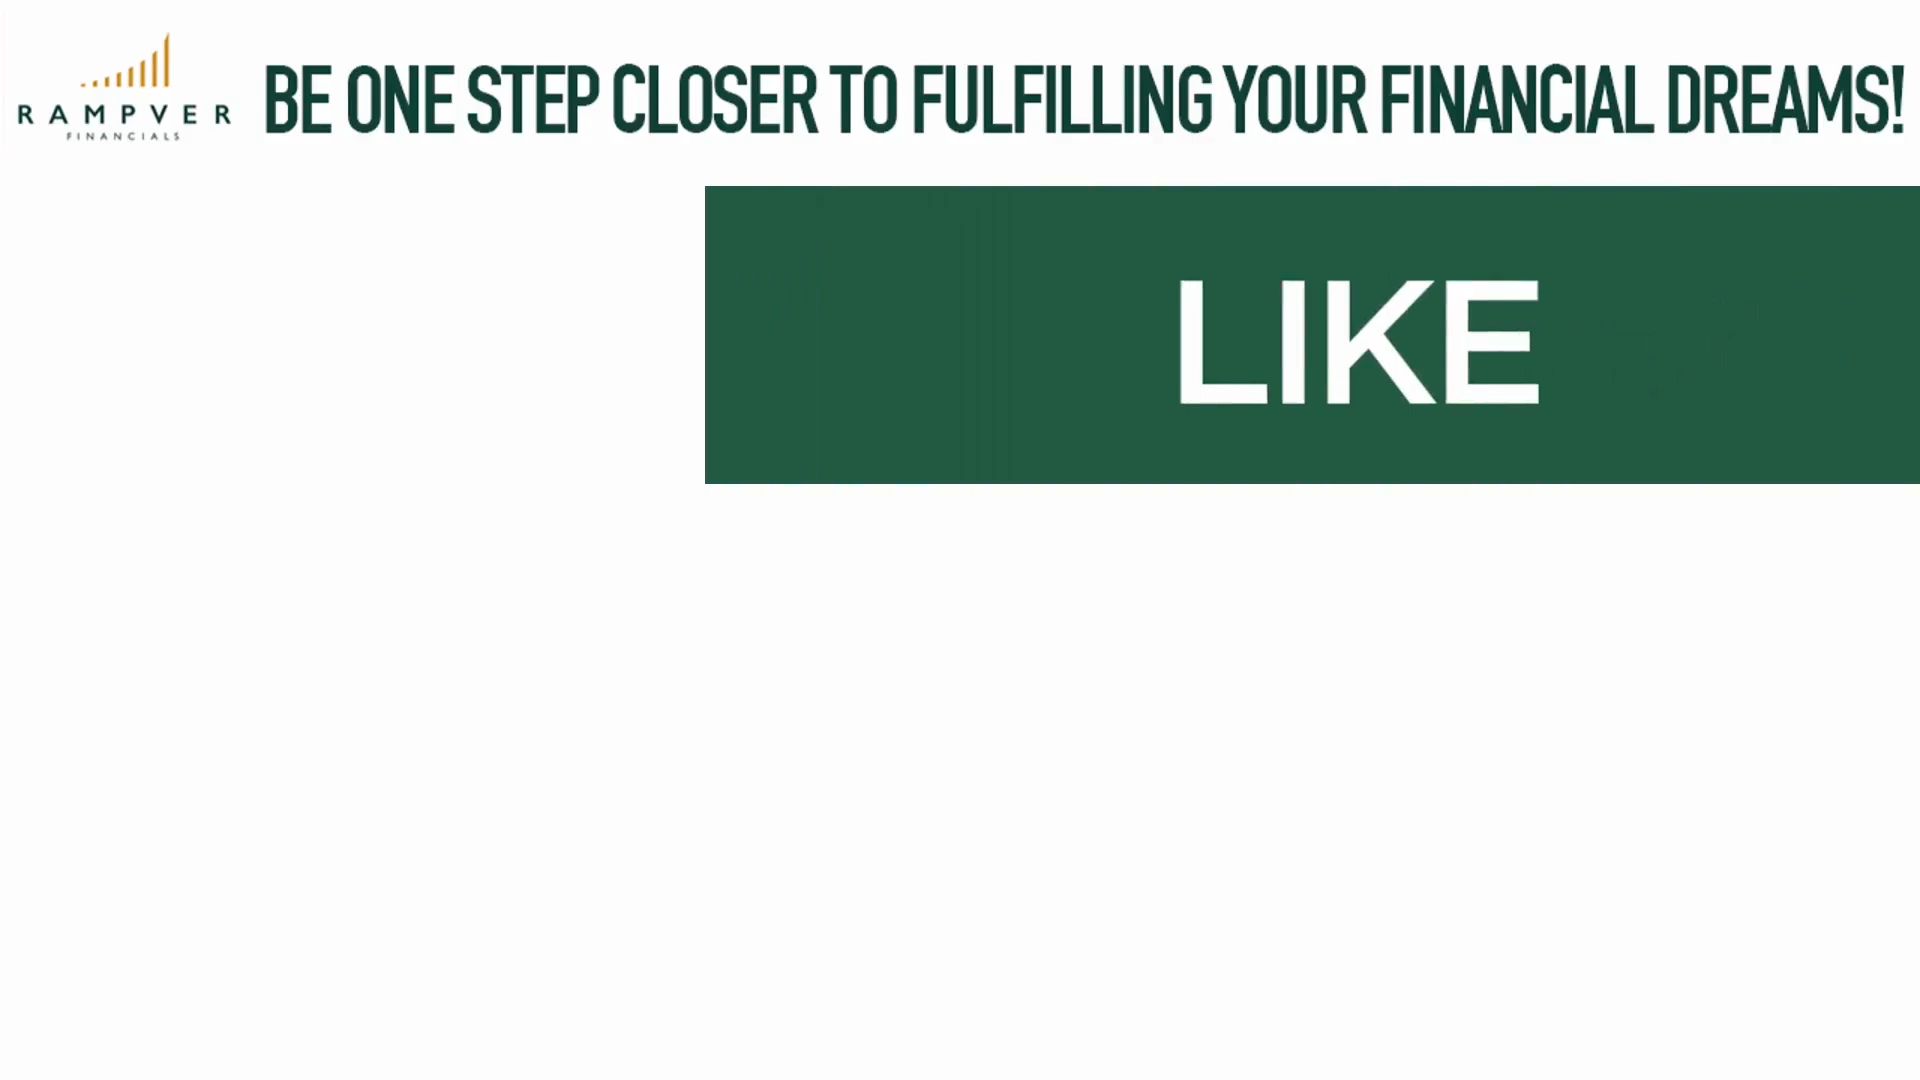 RAMPVER
FINANCIALS
BE ONE STEP CLOSER TO FULFILLING YOUR FINANCIAL DREAMS!
LIKE